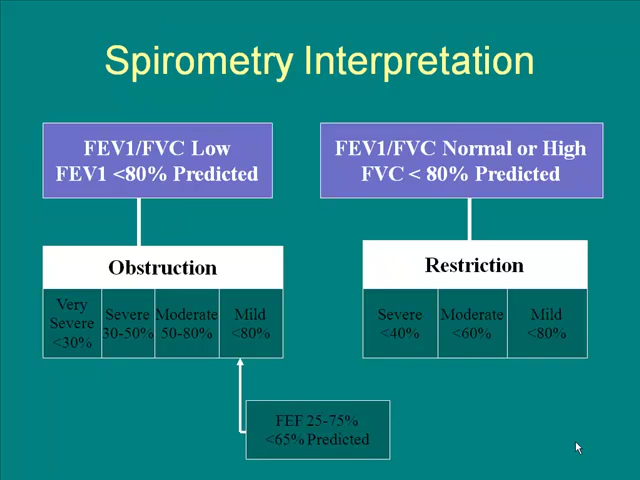 Spirometry Interpretation
FEV1/FVC Low
FEV1 <80% Predicted
FEV1/FVC Normal or High
FVC < 80% Predicted
Obstruction
Very
Severe
<30%
Severe
30-50%
Moderate
50-80%
Mild
<80%
Restriction
Severe
<40%
Moderate
<60%
Mild
<80%
FEF 25-75%
<65% Predicted